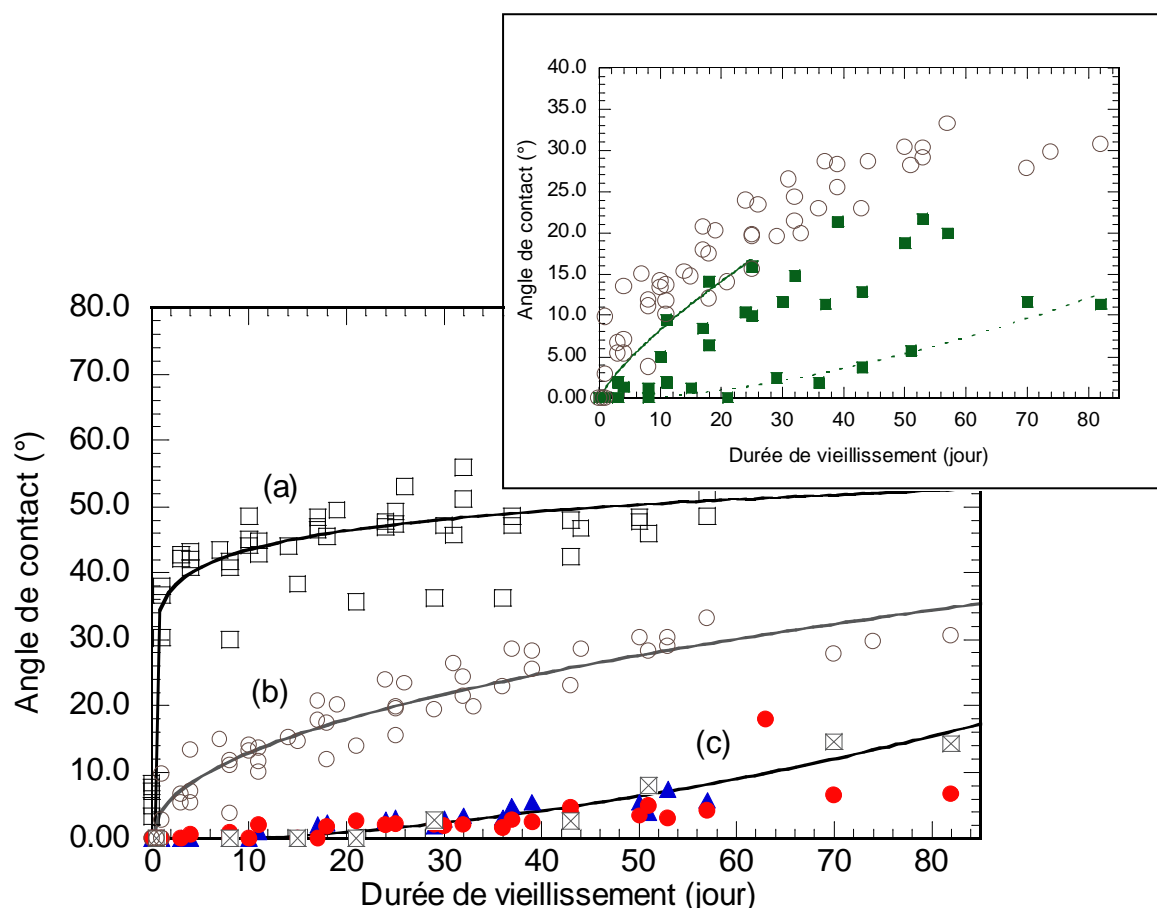 40.0
35.0
30.0
25.0
20.0
15.0
10.0
5.00
0.00
Angle de contact (°)
0 10 20 30 40 50 60 70 80
Durée de vieillissement (jour)
80.0
70.0
60.0
50.0
40.0
30.0
20.0
10.0
0.00
Angle de contact (°)
(a)
(b)
(c)
0 10 20 30 40 50 60 70 80
Durée de vieillissement (jour)